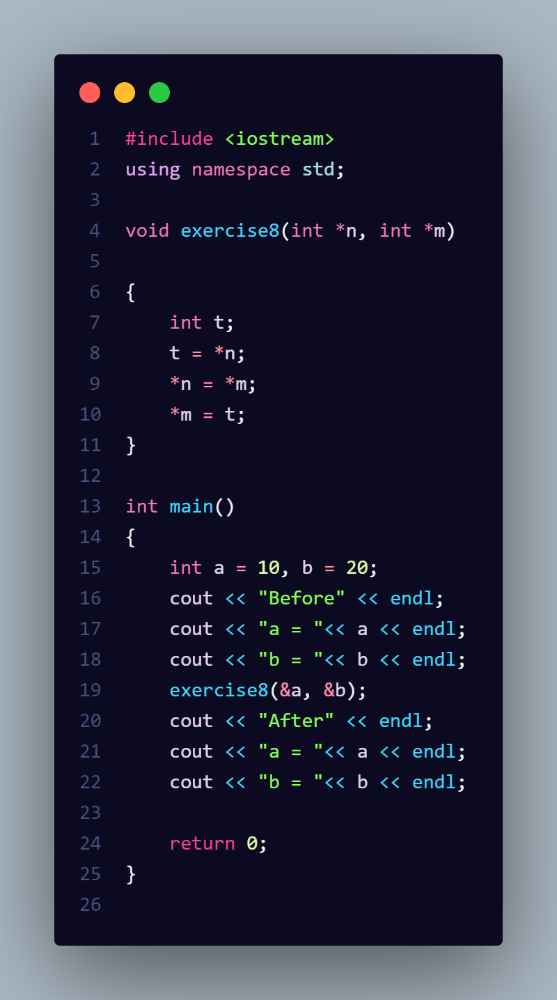 1 #include <iostream>
2 using namespace std;
3
4 void exercise8(int *n, int *m)
5
6 {
7     int t;
8     t = *n;
9     *n = *m;
10     *m = t;
11 }
12
13 int main()
14 {
15     int a = 10, b = 20;
16     cout << "Before" << endl;
17     cout << "a = "<< a << endl;
18     cout << "b = "<< b << endl;
19     exercise8(&a, &b);
20     cout << "After" << endl;
21     cout << "a = "<< a << endl;
22     cout << "b = "<< b << endl;
23
24     return 0;
25 }
26